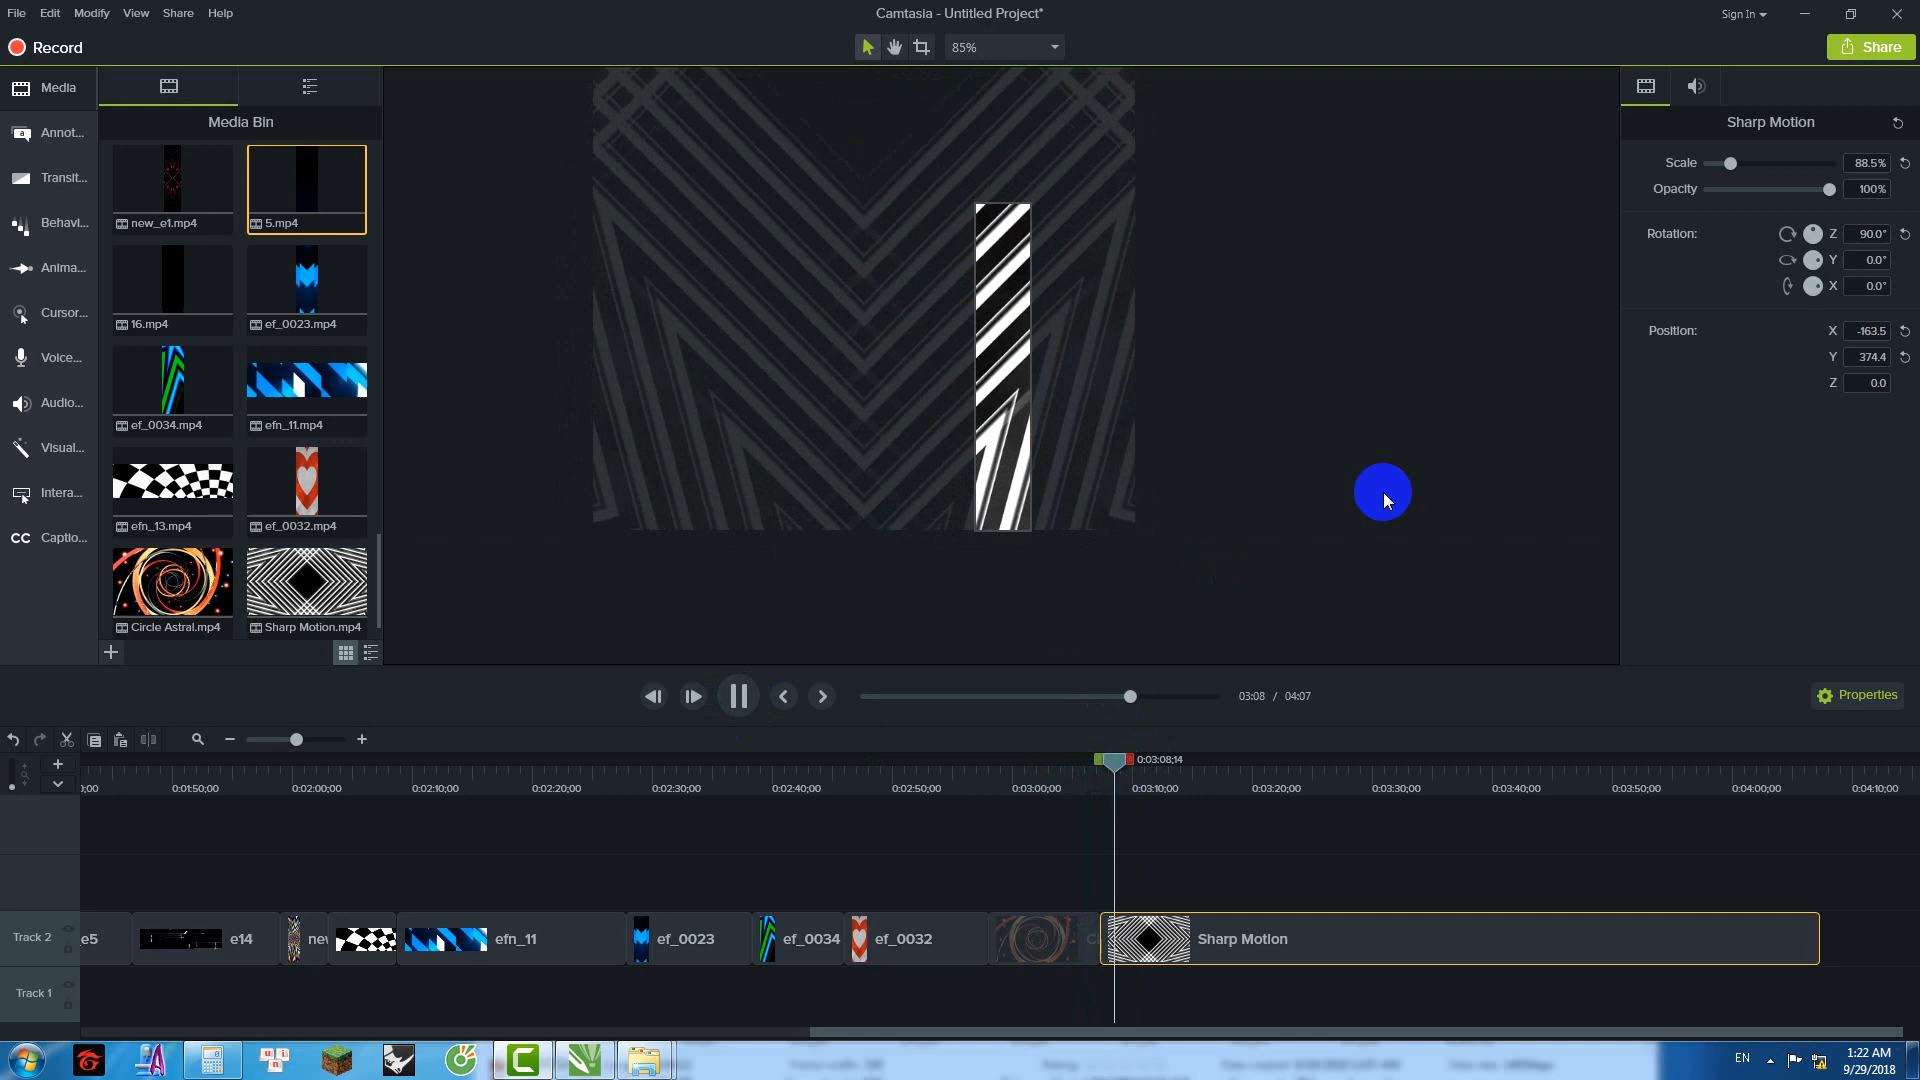 File Edit Modify View Share Help
Camtasia - Untitled Project*
Sign In
Record
85%
Share
Media
Annot...
Transit...
Behavi...
Anima...
Cursor...
Voice...
Audio...
Visual...
Intera...
CC Captio...
Media Bin
new_e1.mp4
5.mp4
16.mp4
ef_0023.mp4
ef_0034.mp4
efn_11.mp4
efn_13.mp4
ef_0032.mp4
Circle Astral.mp4
Sharp Motion.mp4
Sharp Motion
Scale 88.5%
Opacity 100%
Rotation: Z 90.0°
Y 0.0°
X 0.0°
Position: X -163.5
Y 374.4
Z 0.0
03:08 / 04:07
Properties
0:03:08;14
0:01:50;00 0:02:00;00 0:02:10;00 0:02:20;00 0:02:30;00 0:02:40;00 0:02:50;00 0:03:00;00 0:03:10;00 0:03:20;00 0:03:30;00 0:03:40;00 0:03:50;00 0:04:00;00 0:04:10;00
Track 2
e5 e14 nev efn_11 ef_0023 ef_0034 ef_0032 Sharp Motion
Track 1
EN
1:22 AM
9/29/2018